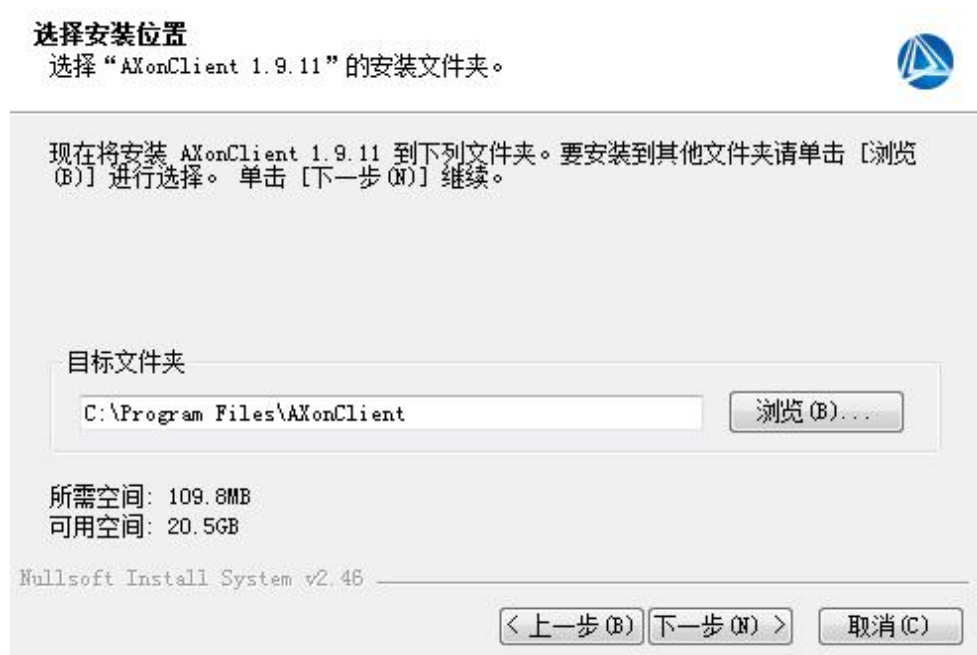 选择安装位置
选择“AXonClient 1.9.11”的安装文件夹。
现在将安装 AXonClient 1.9.11 到下列文件夹。要安装到其他文件夹请单击 [浏览
(B)] 进行选择。 单击 [下一步(N)] 继续。
目标文件夹
C:\Program Files\AXonClient
浏览(B)...
所需空间: 109.8MB
可用空间: 20.5GB
Nullsoft Install System v2.46
< 上一步(B) 下一步(N) > 取消(C)